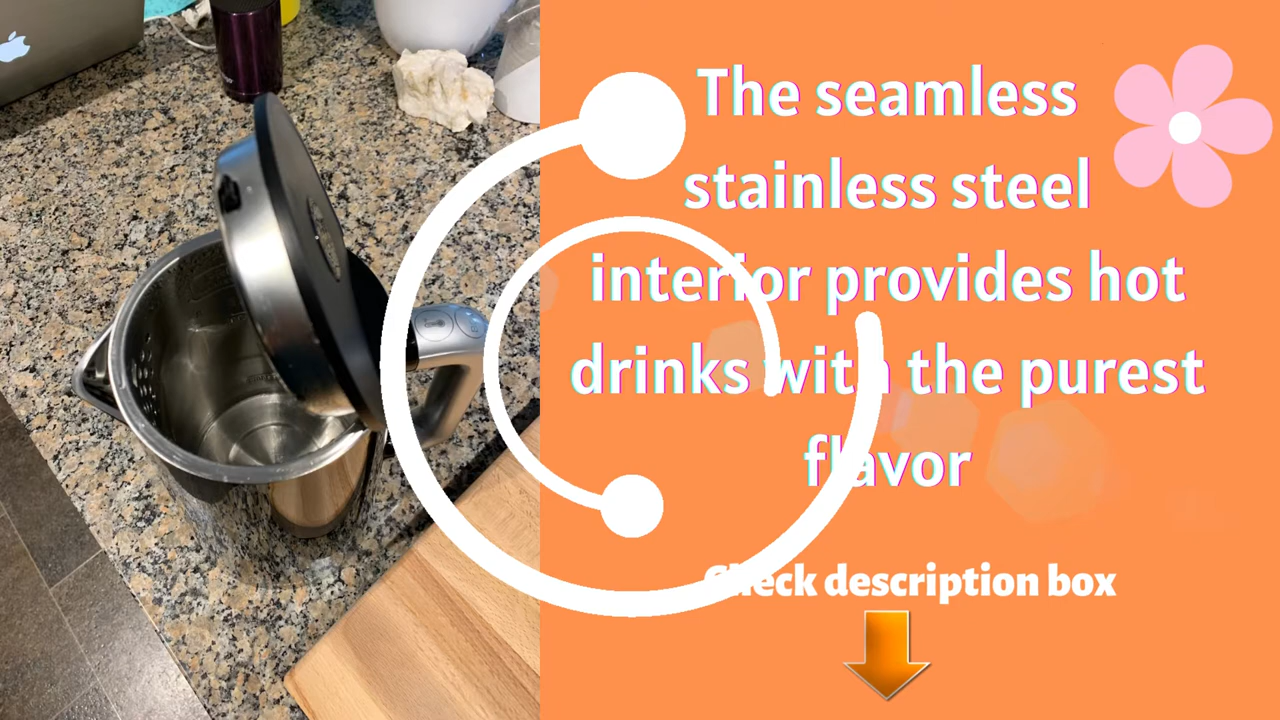 The seamless
stainless steel
interior provides hot
drinks with the purest
flavor
Check description box